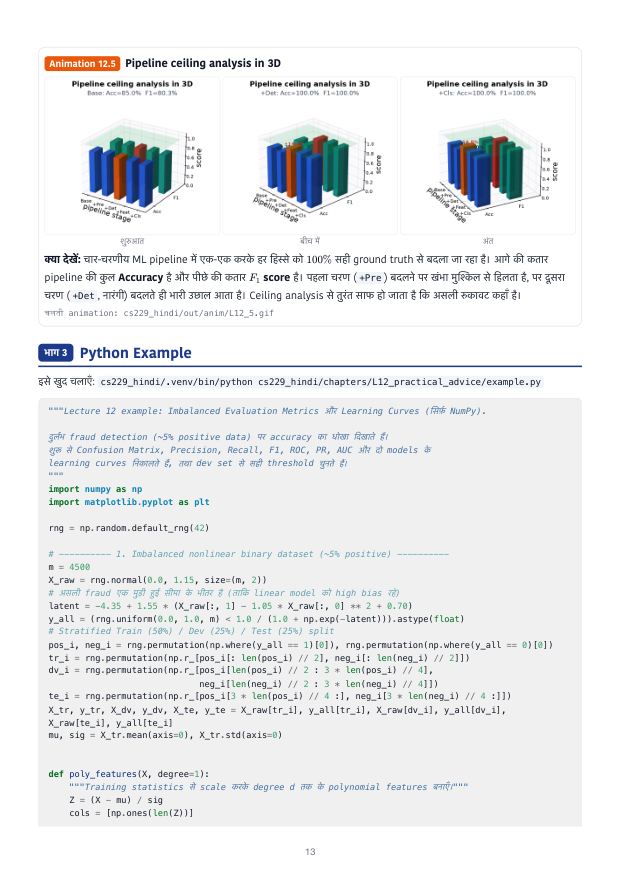 Animation 12.5 Pipeline ceiling analysis in 3D
Pipeline ceiling analysis in 3D
Base: Acc=85.0% F1=80.3%
Pipeline ceiling analysis in 3D
+Det: Acc=100.0% F1=100.0%
Pipeline ceiling analysis in 3D
+Cls: Acc=100.0% F1=100.0%
शुरुआत
बीच में
अंत
क्या देखें: चार-चरणीय ML pipeline में एक-एक करके हर हिस्से को 100% सही ground truth से बदला जा रहा है। आगे की कतार
pipeline की कुल Accuracy है और पीछे की कतार F₁ score है। पहला चरण ( +Pre ) बदलने पर खंभा मुश्किल से हिलता है, पर दूसरा
चरण ( +Det , नारंगी) बदलते ही भारी उछाल आता है। Ceiling analysis से तुरंत साफ हो जाता है कि असली रुकावट कहाँ है।
चलती animation: cs229_hindi/out/anim/L12_5.gif
भाग 3 Python Example
इसे खुद चलाएँ: cs229_hindi/.venv/bin/python cs229_hindi/chapters/L12_practical_advice/example.py
"""Lecture 12 example: Imbalanced Evaluation Metrics और Learning Curves (सिर्फ़ NumPy).
दुर्लभ fraud detection (~5% positive data) पर accuracy का धोखा दिखाते हैं।
शुरू से Confusion Matrix, Precision, Recall, F1, ROC, PR, AUC और दो models के
learning curves निकालते हैं, तथा dev set से सही threshold चुनते हैं।
"""
import numpy as np
import matplotlib.pyplot as plt
rng = np.random.default_rng(42)
# ---------- 1. Imbalanced nonlinear binary dataset (~5% positive) ----------
m = 4500
X_raw = rng.normal(0.0, 1.15, size=(m, 2))
# असली fraud एक मुड़ी हुई सीमा के भीतर है (ताकि linear model को high bias रहे)
latent = -4.35 + 1.55 * (X_raw[:, 1] - 1.05 * X_raw[:, 0] ** 2 + 0.70)
y_all = (rng.uniform(0.0, 1.0, m) < 1.0 / (1.0 + np.exp(-latent))).astype(float)
# Stratified Train (50%) / Dev (25%) / Test (25%) split
pos_i, neg_i = rng.permutation(np.where(y_all == 1)[0]), rng.permutation(np.where(y_all == 0)[0])
tr_i = rng.permutation(np.r_[pos_i[: len(pos_i) // 2], neg_i[: len(neg_i) // 2]])
dv_i = rng.permutation(np.r_[pos_i[len(pos_i) // 2 : 3 * len(pos_i) // 4],
neg_i[len(neg_i) // 2 : 3 * len(neg_i) // 4]])
te_i = rng.permutation(np.r_[pos_i[3 * len(pos_i) // 4 :], neg_i[3 * len(neg_i) // 4 :]])
X_tr, y_tr, X_dv, y_dv, X_te, y_te = X_raw[tr_i], y_all[tr_i], X_raw[dv_i], y_all[dv_i],
X_raw[te_i], y_all[te_i]
mu, sig = X_tr.mean(axis=0), X_tr.std(axis=0)
def poly_features(X, degree=1):
"""Training statistics से scale करके degree d तक के polynomial features बनाएँ।"""
Z = (X - mu) / sig
cols = [np.ones(len(Z))]
13